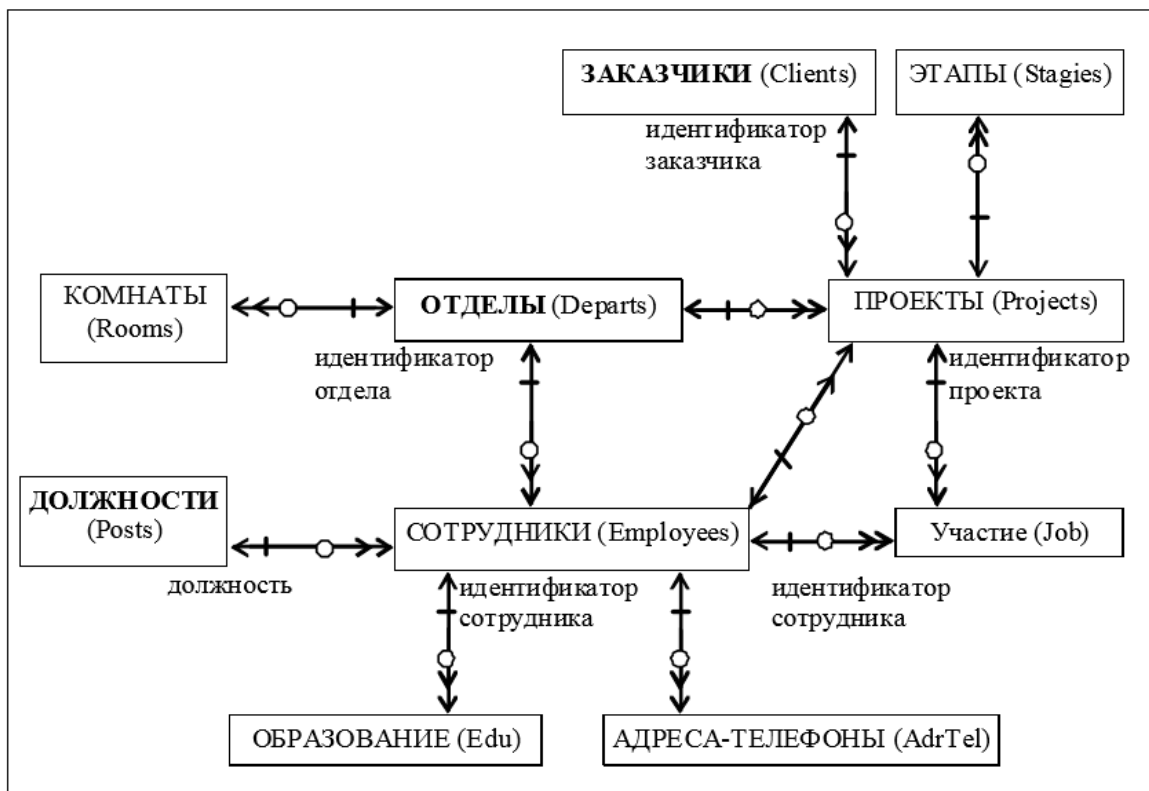 ЗАКАЗЧИКИ (Clients)
ЭТАПЫ (Stagies)
идентификатор
заказчика
КОМНАТЫ
(Rooms)
ОТДЕЛЫ (Departs)
ПРОЕКТЫ (Projects)
идентификатор
отдела
идентификатор
проекта
ДОЛЖНОСТИ
(Posts)
СОТРУДНИКИ (Employees)
Участие (Job)
должность
идентификатор
сотрудника
идентификатор
сотрудника
ОБРАЗОВАНИЕ (Edu)
АДРЕСА-ТЕЛЕФОНЫ (AdrTel)